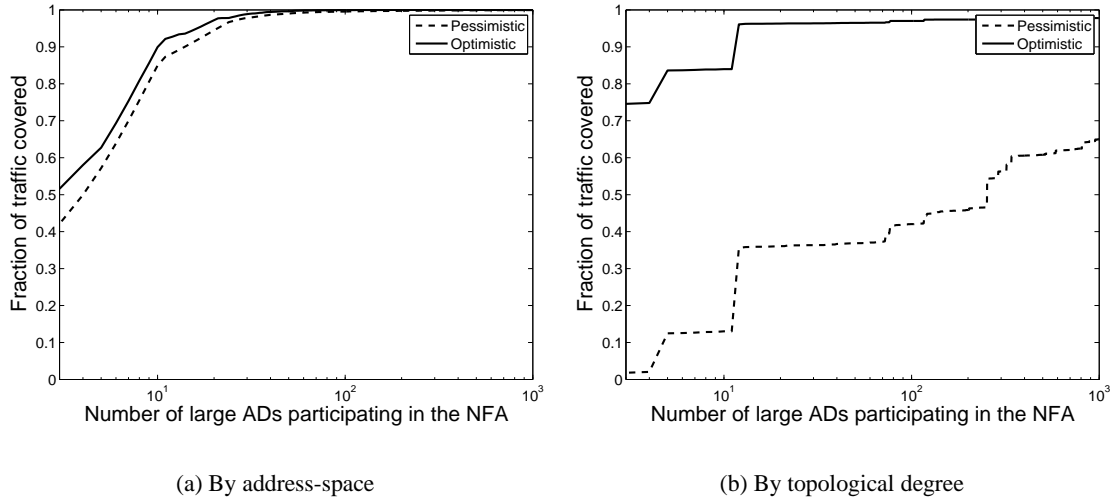 1
0.9
0.8
0.7
0.6
0.5
0.4
0.3
0.2
0.1
0
Fraction of traffic covered
10^1
10^2
10^3
Number of large ADs participating in the NFA
Pessimistic
Optimistic
(a) By address-space
1
0.9
0.8
0.7
0.6
0.5
0.4
0.3
0.2
0.1
0
Fraction of traffic covered
10^1
10^2
10^3
Number of large ADs participating in the NFA
Pessimistic
Optimistic
(b) By topological degree